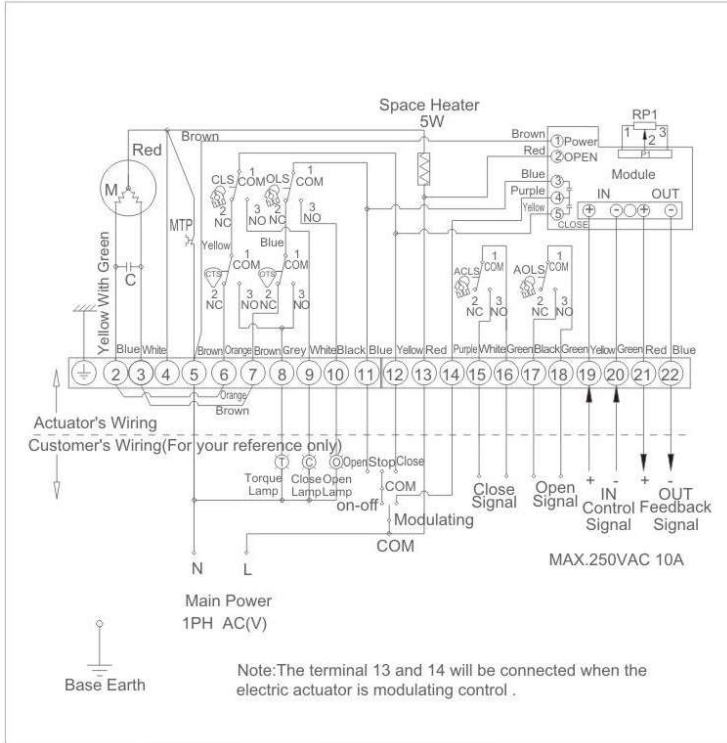 Space Heater
5W
RP1
1 3
2
Brown
Brown
1 Power
Red
2 OPEN
Module
Red
M
CLS
1
COM
OLS
1
COM
Blue
3
Purple
4
Yellow
5
CLOSE
IN OUT
+ - + -
2
NC
3
NO
2
NC
3
NO
MTP
Yellow
Blue
CTS
1
COM
OTS
1
COM
2
NC
3
NO
2
NC
3
NO
ACLS
1
COM
2
NC
3
NO
AOLS
1
COM
2
NC
3
NO
C
Yellow With Green
Blue White Brown Orange Brown Grey White Black Blue Yellow Red Purple White Green Black Green Yellow Green Red Blue
2 3 4 5 6 7 8 9 10 11 12 13 14 15 16 17 18 19 20 21 22
Orange
Brown
Actuator's Wiring
Customer's Wiring(For your reference only)
T C O
Torque
Lamp
Close
Lamp
Open
Lamp
Open Stop Close
COM
on-off
Modulating
COM
Close
Signal
Open
Signal
+ - + -
IN
Control
Signal
OUT
Feedback
Signal
MAX.250VAC 10A
N L
Main Power
1PH AC(V)
Base Earth
Note:The terminal 13 and 14 will be connected when the
electric actuator is modulating control .